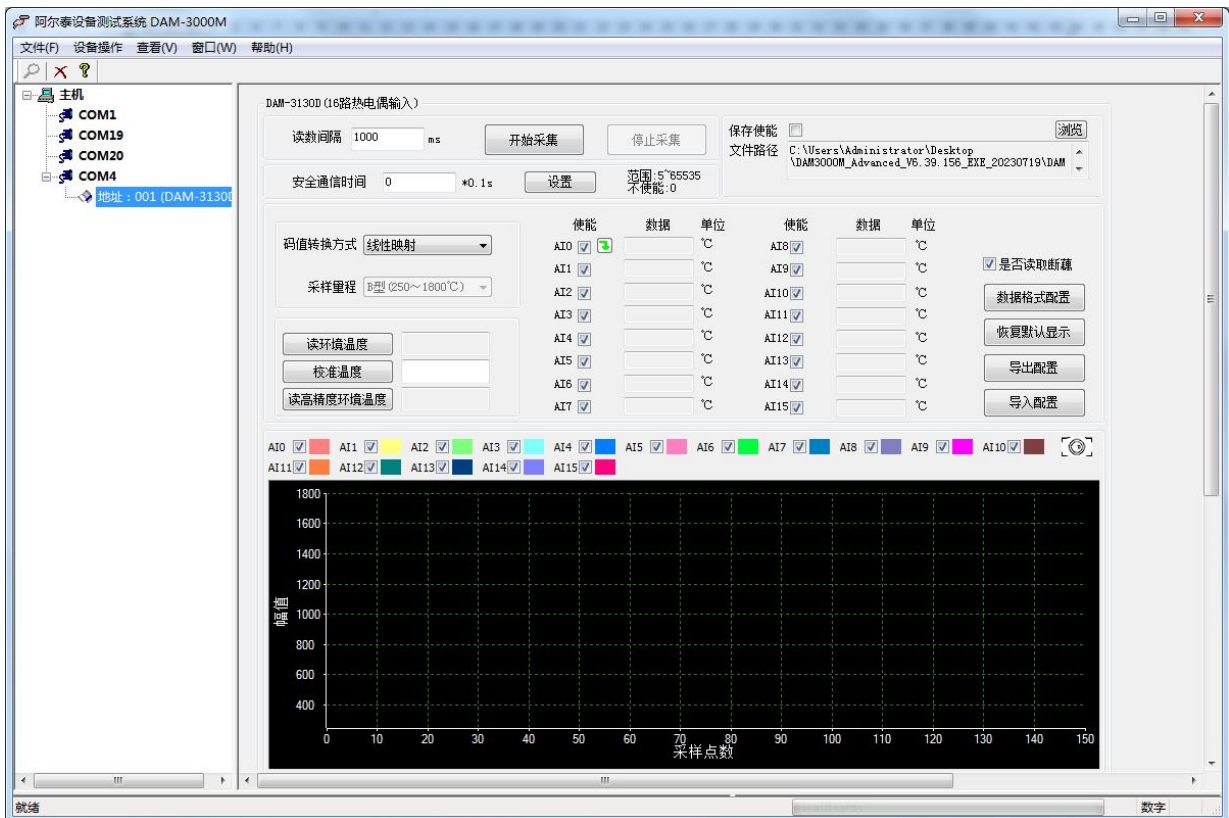 阿尔泰设备测试系统 DAM-3000M
文件(F) 设备操作 查看(V) 窗口(W) 帮助(H)
主机
COM1
COM19
COM20
COM4
地址：001 (DAM-3130D
DAM-3130D(16路热电偶输入)
读数间隔 1000 ms 开始采集 停止采集
安全通信时间 0 *0.1s 设置 范围:5~65535
不使能:0
保存使能 浏览
文件路径 C:\Users\Administrator\Desktop
\DAM3000M_Advanced_V6.39.156_EXE_20230719\DAM
码值转换方式 线性映射
采样量程 B型(250～1800℃)
读环境温度
校准温度
读高精度环境温度
使能 数据 单位 使能 数据 单位
AI0 ℃ AI8 ℃
AI1 ℃ AI9 ℃
AI2 ℃ AI10 ℃
AI3 ℃ AI11 ℃
AI4 ℃ AI12 ℃
AI5 ℃ AI13 ℃
AI6 ℃ AI14 ℃
AI7 ℃ AI15 ℃
是否读取断藕
数据格式配置
恢复默认显示
导出配置
导入配置
AI0 AI1 AI2 AI3 AI4 AI5 AI6 AI7 AI8 AI9 AI10
AI11 AI12 AI13 AI14 AI15
1800
1600
1400
1200
1000
800
600
400
幅值
0 10 20 30 40 50 60 70 80 90 100 110 120 130 140 150
采样点数
就绪 数字